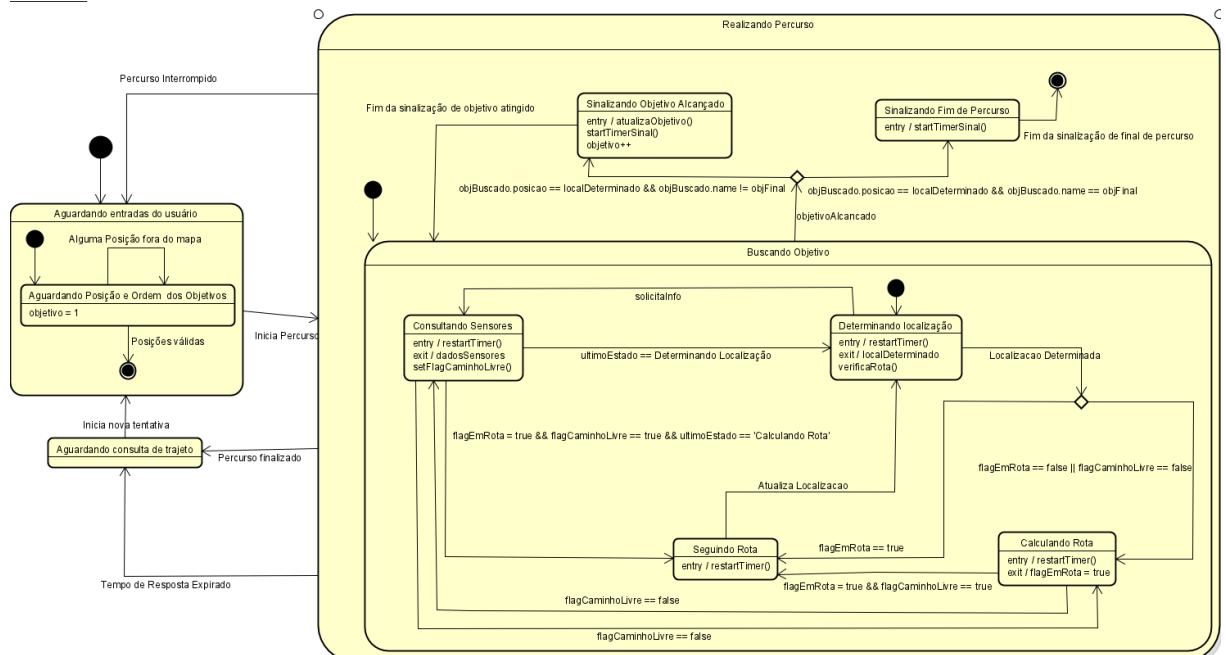 Realizando Percurso
Percurso Interrompido
Fim da sinalização de objetivo atingido
Sinalizando Objetivo Alcançado
entry / atualizaObjetivo()
startTimerSinal()
objetivo++
Sinalizando Fim de Percurso
entry / startTimerSinal()
Fim da sinalização de final de percurso
objBuscado.posicao == localDeterminado && objBuscado.name != objFinal
objBuscado.posicao == localDeterminado && objBuscado.name == objFinal
objetivoAlcancado
Aguardando entradas do usuário
Alguma Posição fora do mapa
Aguardando Posição e Ordem dos Objetivos
objetivo = 1
Posições válidas
Inicia Percurso
Buscando Objetivo
solicitaInfo
Consultando Sensores
entry / restartTimer()
exit / dadosSensores
setFlagCaminhoLivre()
ultimoEstado == Determinando Localização
Determinando localização
entry / restartTimer()
exit / localDeterminado
verificaRota()
Localizacao Determinada
Inicia nova tentativa
Aguardando consulta de trajeto
Percurso finalizado
flagEmRota = true && flagCaminhoLivre == true && ultimoEstado == 'Calculando Rota'
flagEmRota == false || flagCaminhoLivre == false
Atualiza Localizacao
Seguindo Rota
entry / restartTimer()
flagEmRota == true
Calculando Rota
entry / restartTimer()
exit / flagEmRota = true
Tempo de Resposta Expirado
flagEmRota = true && flagCaminhoLivre == true
flagCaminhoLivre == false
flagCaminhoLivre == false